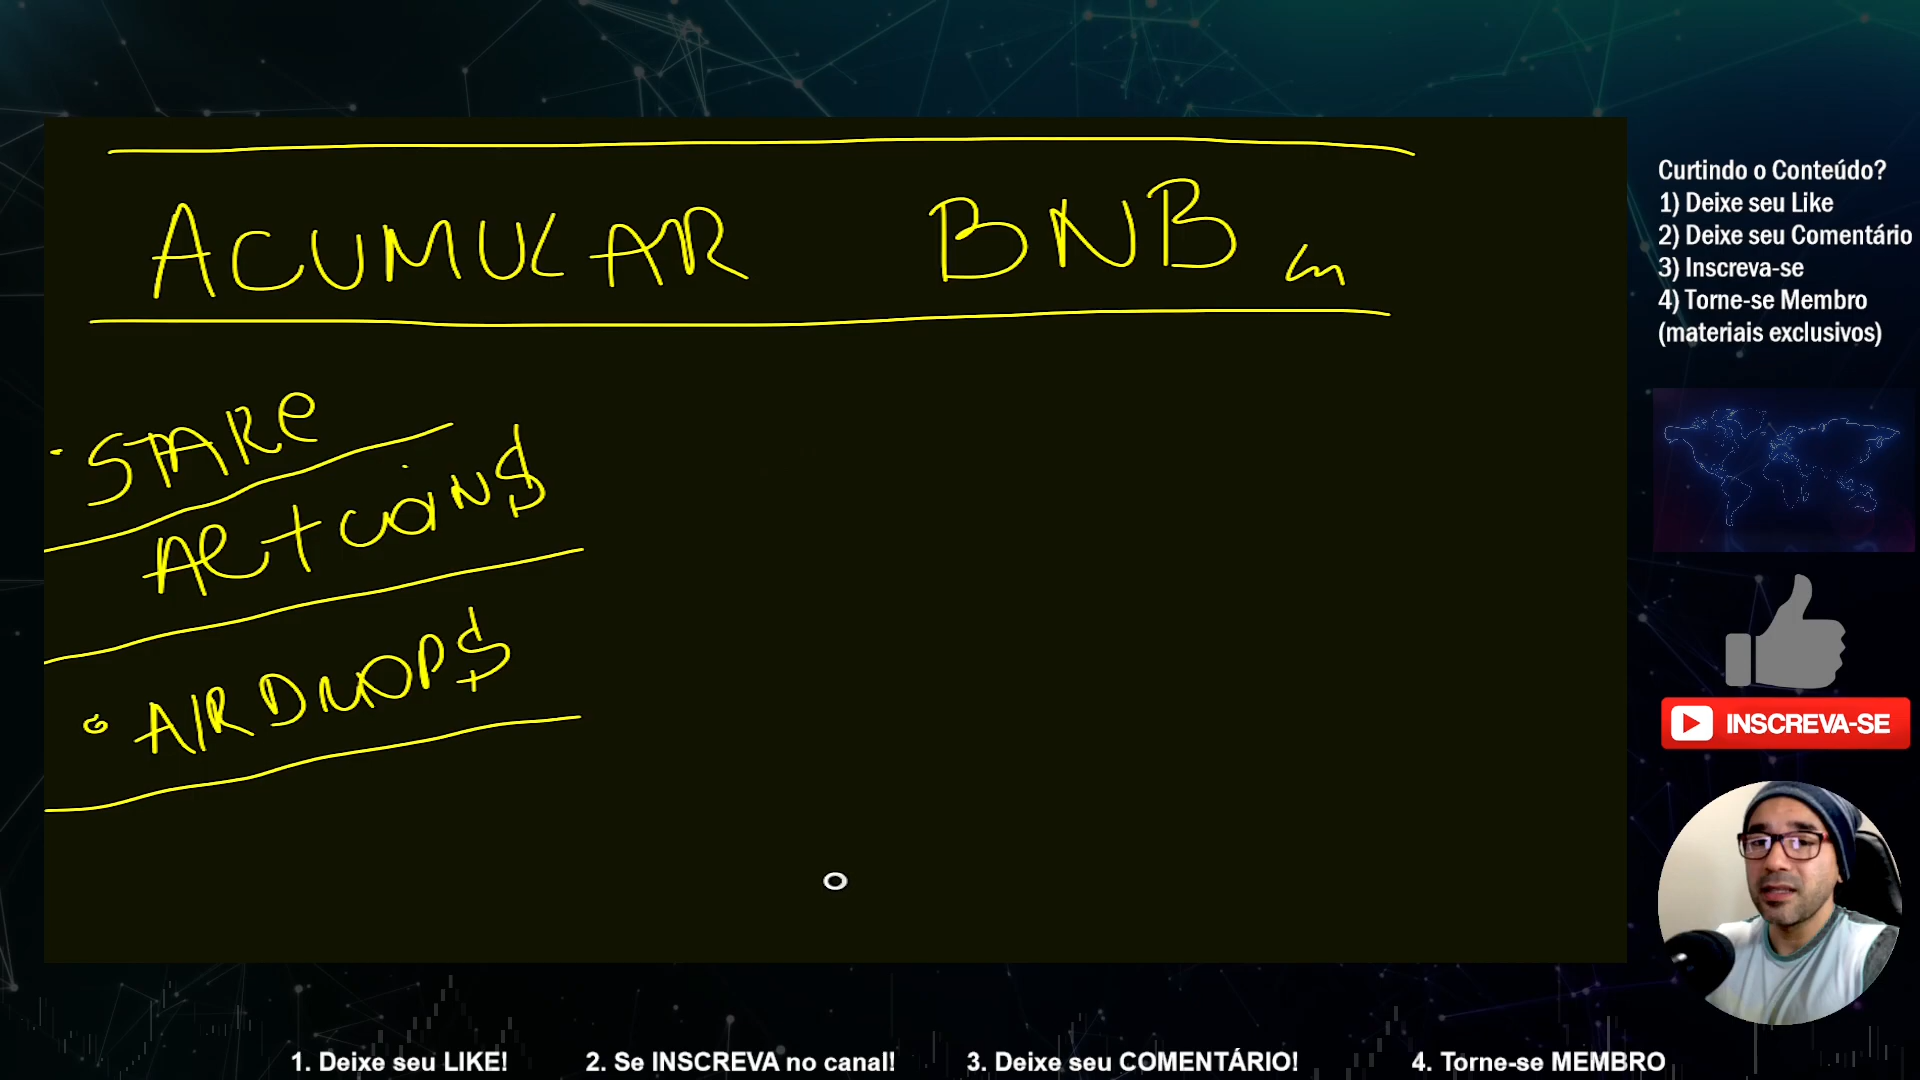 ACUMULAR BNB
STAKE
Altcoins
AIRDROPS
Curtindo o Conteúdo?
1) Deixe seu Like
2) Deixe seu Comentário
3) Inscreva-se
4) Torne-se Membro
(materiais exclusivos)
INSCREVA-SE
1. Deixe seu LIKE! 2. Se INSCREVA no canal! 3. Deixe seu COMENTÁRIO! 4. Torne-se MEMBRO